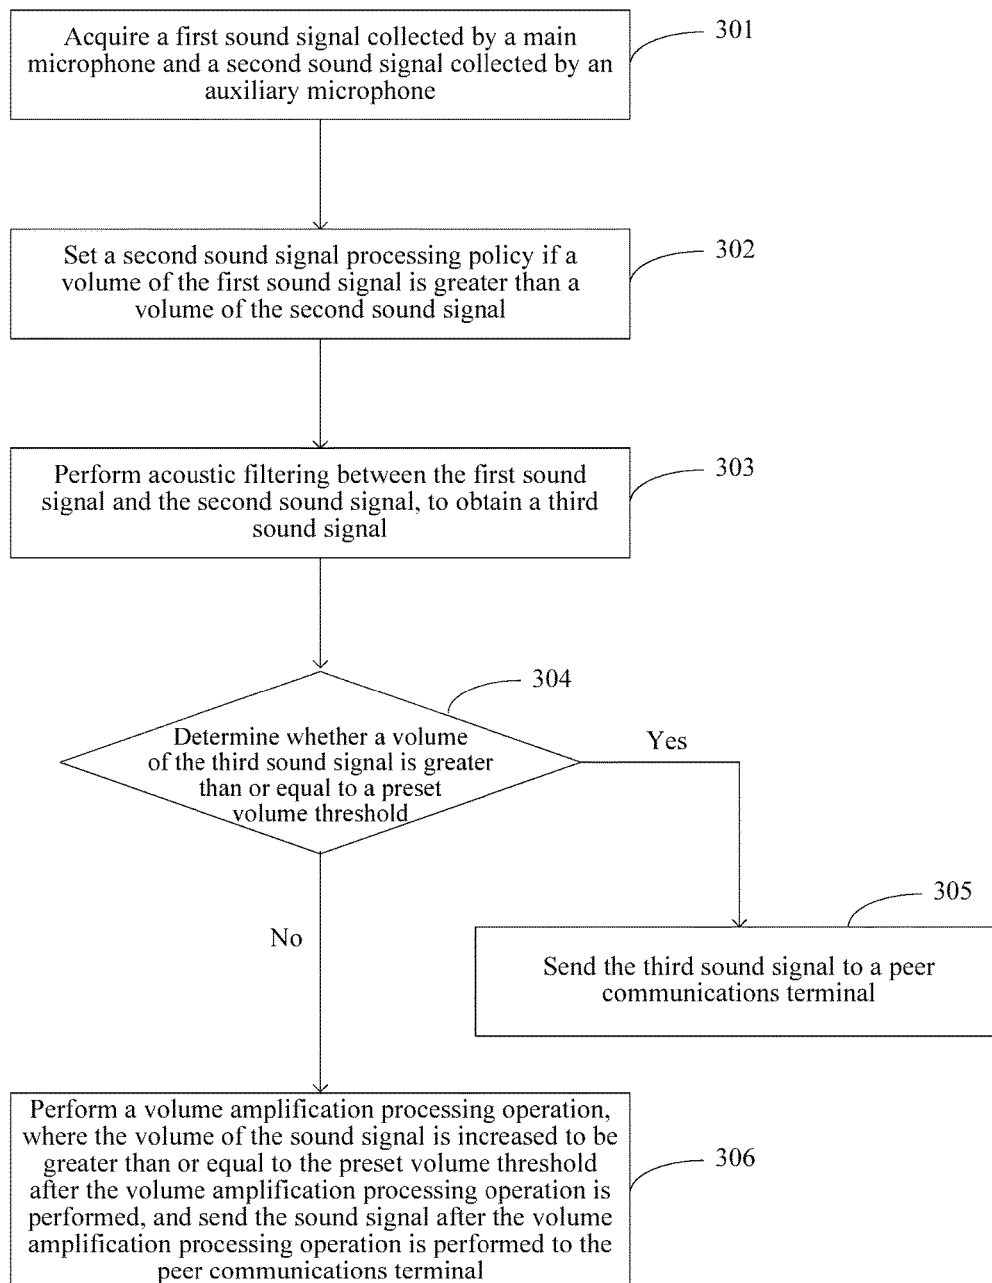 Acquire a first sound signal collected by a main
microphone and a second sound signal collected by an
auxiliary microphone
301
Set a second sound signal processing policy if a
volume of the first sound signal is greater than a
volume of the second sound signal
302
Perform acoustic filtering between the first sound
signal and the second sound signal, to obtain a third
sound signal
303
304
Determine whether a volume
of the third sound signal is greater
than or equal to a preset
volume threshold
Yes
No
305
Send the third sound signal to a peer
communications terminal
Perform a volume amplification processing operation,
where the volume of the sound signal is increased to be
greater than or equal to the preset volume threshold
after the volume amplification processing operation is
performed, and send the sound signal after the volume
amplification processing operation is performed to the
peer communications terminal
306